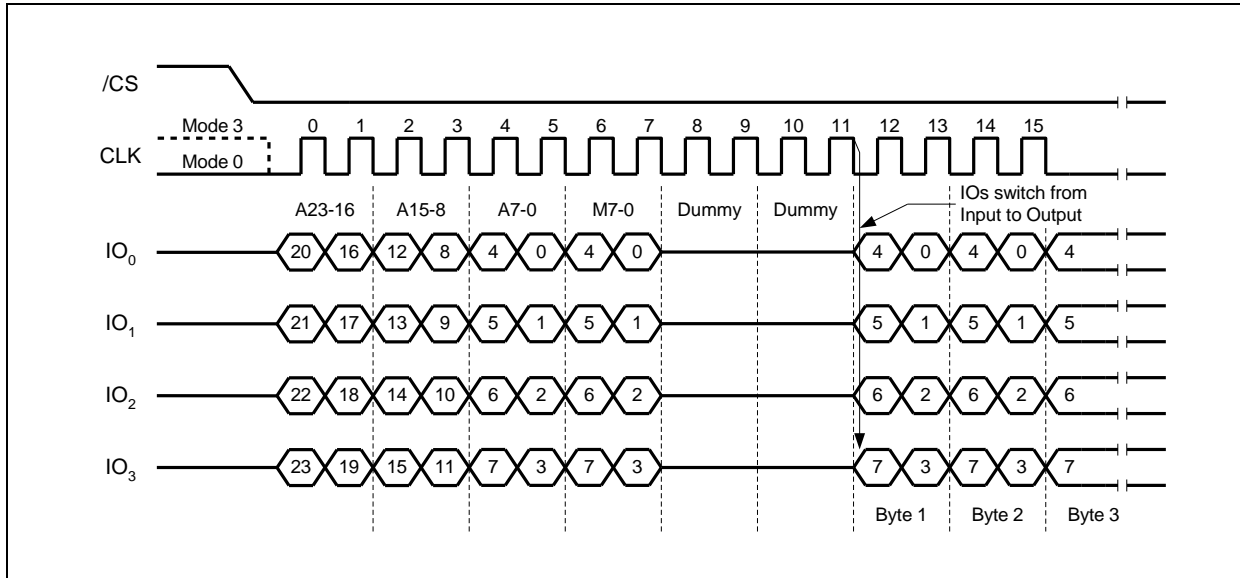 /CS
Mode 3
CLK
Mode 0
0 1 2 3 4 5 6 7 8 9 10 11 12 13 14 15
A23-16 A15-8 A7-0 M7-0 Dummy Dummy
IOs switch from
Input to Output
IO0 20 16 12 8 4 0 4 0 4 0 4 0 4
IO1 21 17 13 9 5 1 5 1 5 1 5 1 5
IO2 22 18 14 10 6 2 6 2 6 2 6 2 6
IO3 23 19 15 11 7 3 7 3 7 3 7 3 7
Byte 1 Byte 2 Byte 3